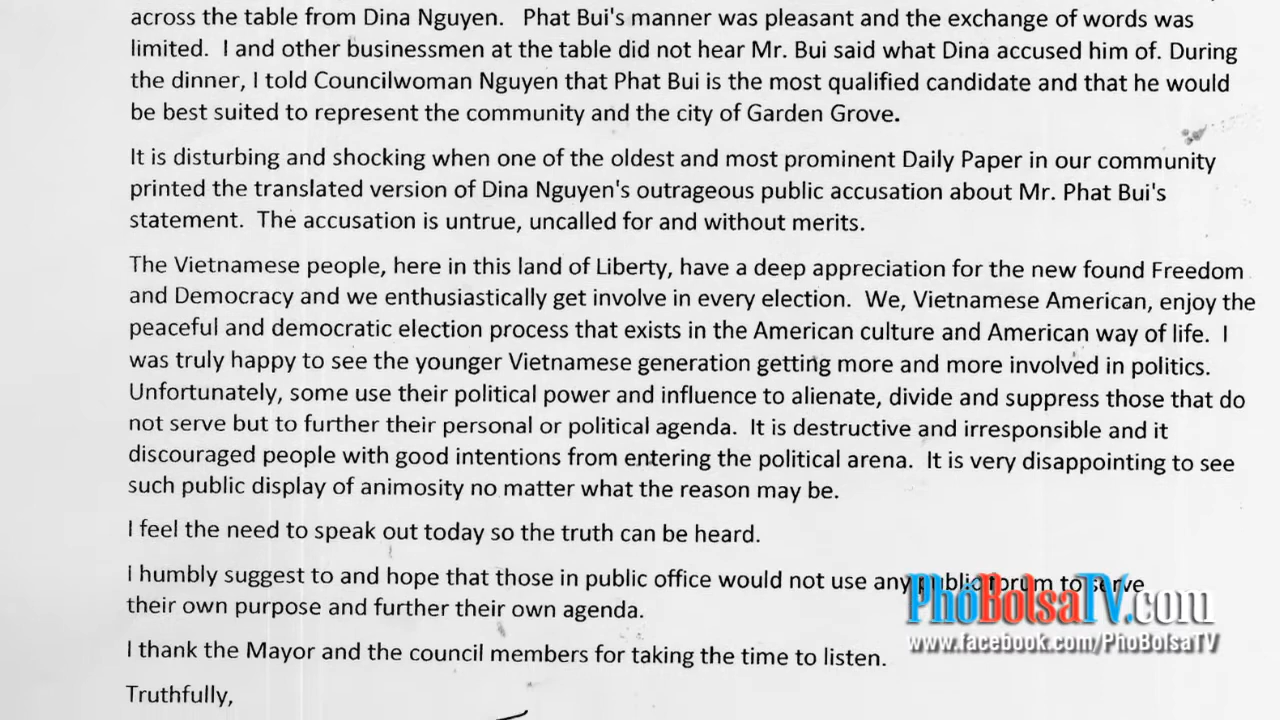 across the table from Dina Nguyen.   Phat Bui's manner was pleasant and the exchange of words was
limited.  I and other businessmen at the table did not hear Mr. Bui said what Dina accused him of. During
the dinner, I told Councilwoman Nguyen that Phat Bui is the most qualified candidate and that he would
be best suited to represent the community and the city of Garden Grove.
It is disturbing and shocking when one of the oldest and most prominent Daily Paper in our community
printed the translated version of Dina Nguyen's outrageous public accusation about Mr. Phat Bui's
statement.  The accusation is untrue, uncalled for and without merits.
The Vietnamese people, here in this land of Liberty, have a deep appreciation for the new found Freedom
and Democracy and we enthusiastically get involve in every election.  We, Vietnamese American, enjoy the
peaceful and democratic election process that exists in the American culture and American way of life.  I
was truly happy to see the younger Vietnamese generation getting more and more involved in politics.
Unfortunately, some use their political power and influence to alienate, divide and suppress those that do
not serve but to further their personal or political agenda.  It is destructive and irresponsible and it
discouraged people with good intentions from entering the political arena.  It is very disappointing to see
such public display of animosity no matter what the reason may be.
I feel the need to speak out today so the truth can be heard.
I humbly suggest to and hope that those in public office would not use any public forum to serve
their own purpose and further their own agenda.
PhốBolsaTV.com
www.facebook.com/PhoBolsaTV
I thank the Mayor and the council members for taking the time to listen.
Truthfully,